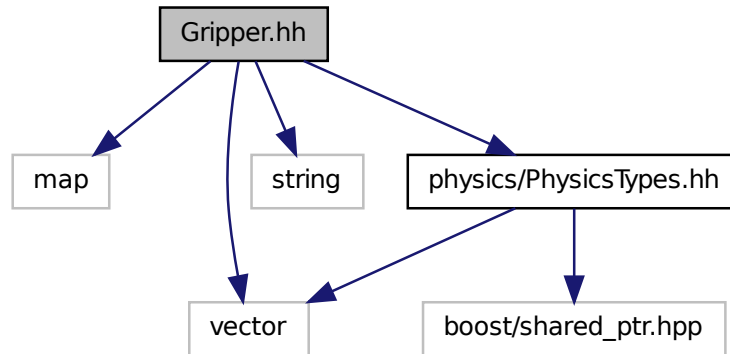 Gripper.hh
map
string
physics/PhysicsTypes.hh
vector
boost/shared_ptr.hpp